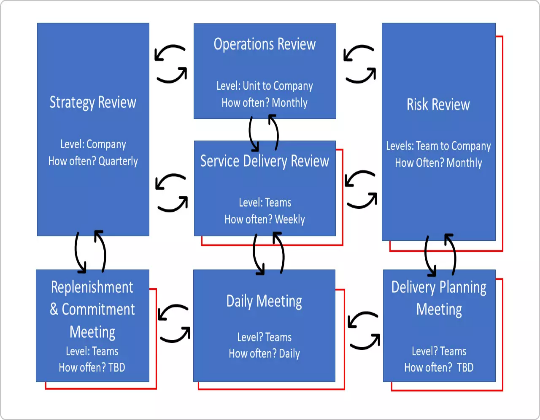 Strategy Review
Level: Company
How often? Quarterly
Operations Review
Level: Unit to Company
How often? Monthly
Risk Review
Levels: Team to Company
How Often? Monthly
Service Delivery Review
Level: Teams
How often? Weekly
Replenishment
& Commitment
Meeting
Level: Teams
How offen? TBD
Daily Meeting
Level? Teams
How often? Daily
Delivery Planning
Meeting
Level? Teams
How often? TBD